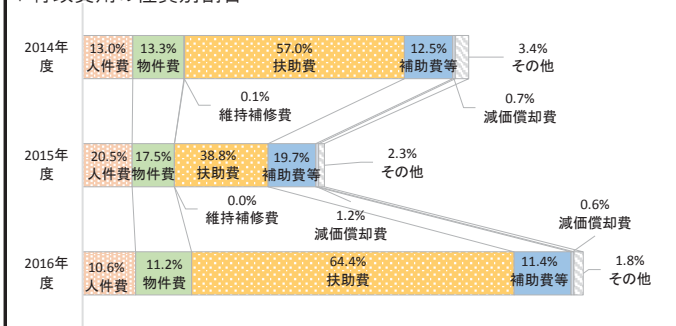 2014年
度
13.0%
人件費
13.3%
物件費
57.0%
扶助費
12.5%
補助費等
3.4%
その他
0.1%
維持補修費
0.7%
減価償却費
2015年
度
20.5%
人件費
17.5%
物件費
38.8%
扶助費
19.7%
補助費等
2.3%
その他
0.0%
維持補修費
1.2%
減価償却費
0.6%
減価償却費
2016年
度
10.6%
人件費
11.2%
物件費
64.4%
扶助費
11.4%
補助費等
1.8%
その他